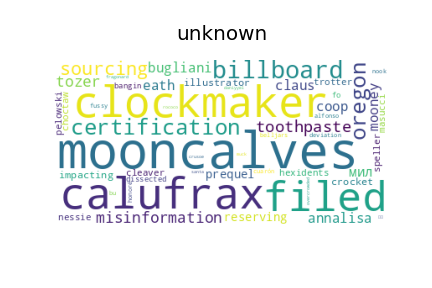 unknown
sourcing
bugliani
billboard
tozer
eath
illustrator
claus
trotter
bangin
clockmaker
fussy
coop
fo
nook
pelowski
choctaw
oregon
mooney
masucci
certification
toothpaste
alfonso
deviation
mooncalves
speller
impacting
cleaver
dissected
prequel
hexidents
МИЛ
crocket
calufrax
filed
nessie
misinformation
reserving
annalisa